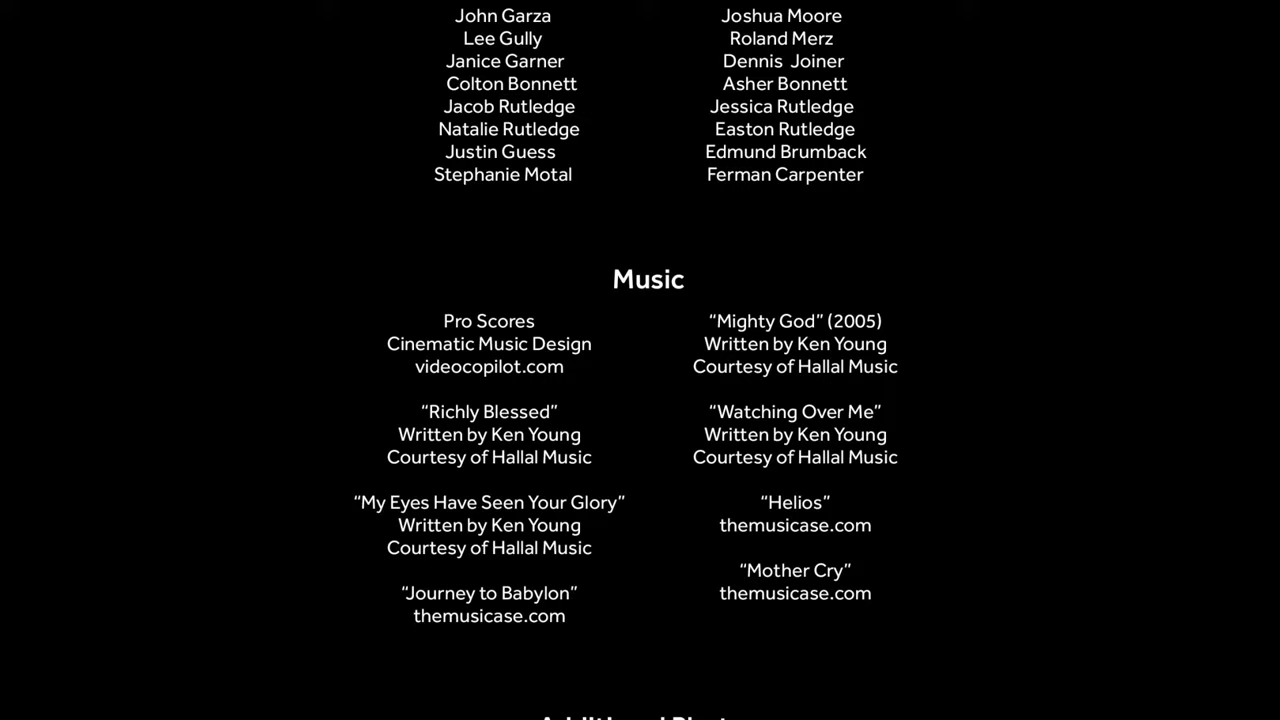 John Garza
Lee Gully
Janice Garner
Colton Bonnett
Jacob Rutledge
Natalie Rutledge
Justin Guess
Stephanie Motal
Joshua Moore
Roland Merz
Dennis Joiner
Asher Bonnett
Jessica Rutledge
Easton Rutledge
Edmund Brumback
Ferman Carpenter
Music
Pro Scores
Cinematic Music Design
videocopilot.com
“Richly Blessed”
Written by Ken Young
Courtesy of Hallal Music
“My Eyes Have Seen Your Glory”
Written by Ken Young
Courtesy of Hallal Music
“Journey to Babylon”
themusicase.com
“Mighty God” (2005)
Written by Ken Young
Courtesy of Hallal Music
“Watching Over Me”
Written by Ken Young
Courtesy of Hallal Music
“Helios”
themusicase.com
“Mother Cry”
themusicase.com